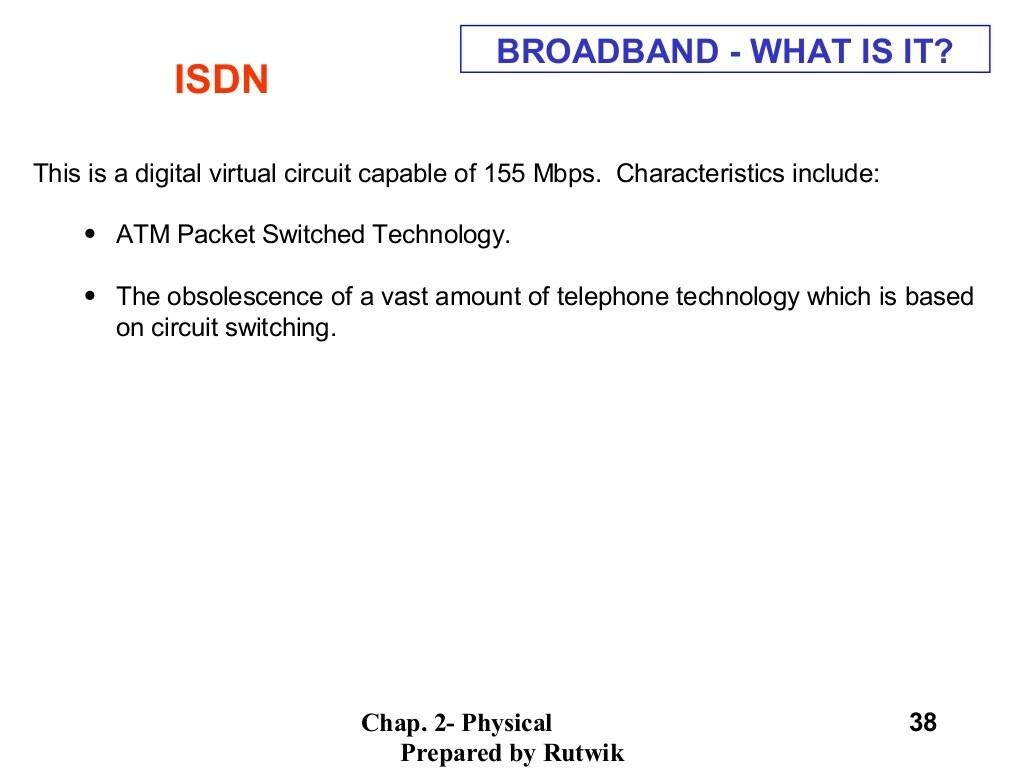 BROADBAND - WHAT IS IT?
ISDN
This is a digital virtual circuit capable of 155 Mbps.  Characteristics include:
• ATM Packet Switched Technology.
• The obsolescence of a vast amount of telephone technology which is based
on circuit switching.
Chap. 2- Physical
Prepared by Rutwik
38